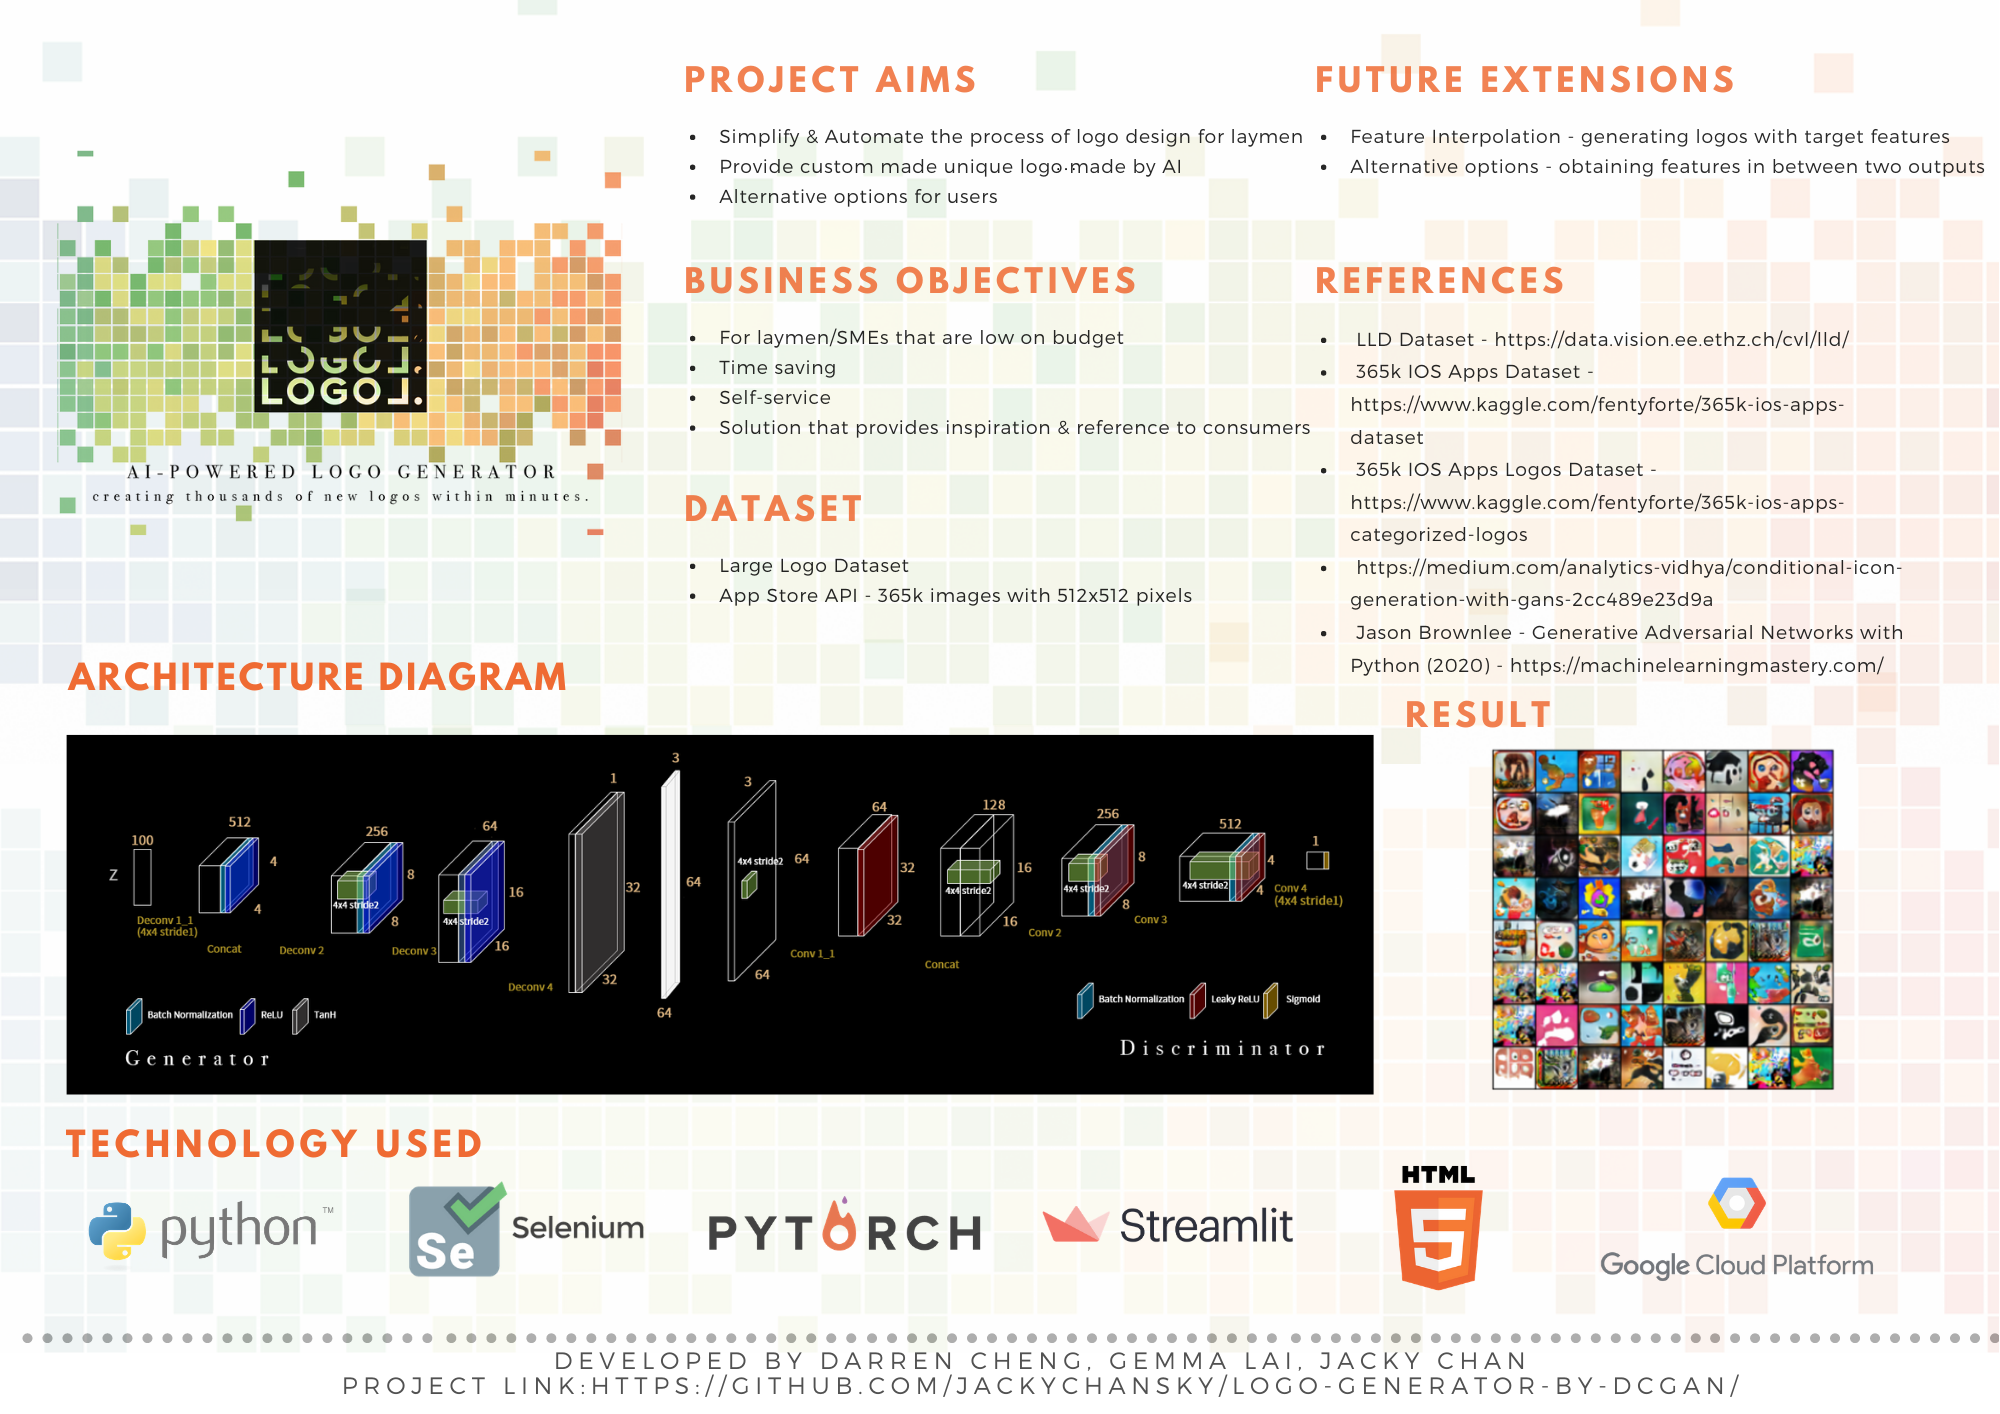 LOGO
AI-POWERED LOGO GENERATOR
creating thousands of new logos within minutes.
PROJECT AIMS
Simplify & Automate the process of logo design for laymen
Provide custom made unique logo made by AI
Alternative options for users
BUSINESS OBJECTIVES
For laymen/SMEs that are low on budget
Time saving
Self-service
Solution that provides inspiration & reference to consumers
DATASET
Large Logo Dataset
App Store API - 365k images with 512x512 pixels
FUTURE EXTENSIONS
Feature Interpolation - generating logos with target features
Alternative options - obtaining features in between two outputs
REFERENCES
LLD Dataset - https://data.vision.ee.ethz.ch/cvl/lld/
365k IOS Apps Dataset -
https://www.kaggle.com/fentyforte/365k-ios-apps-
dataset
365k IOS Apps Logos Dataset -
https://www.kaggle.com/fentyforte/365k-ios-apps-
categorized-logos
https://medium.com/analytics-vidhya/conditional-icon-
generation-with-gans-2cc489e23d9a
Jason Brownlee - Generative Adversarial Networks with
Python (2020) - https://machinelearningmastery.com/
ARCHITECTURE DIAGRAM
Z
100
Deconv 1_1
(4x4 stride1)
512
4
4
Concat
256
8
8
4x4 stride2
Deconv 2
64
16
16
4x4 stride2
Deconv 3
1
32
32
Deconv 4
3
64
64
3
4x4 stride2
64
64
Conv 1_1
64
32
32
128
16
16
4x4 stride2
Concat
256
8
8
4x4 stride2
Conv 2
512
4
4
4x4 stride2
Conv 3
1
Conv 4
(4x4 stride1)
Batch Normalization
ReLU
TanH
Generator
Batch Normalization
Leaky ReLU
Sigmoid
Discriminator
RESULT
TECHNOLOGY USED
python™
Se
Selenium
PYTORCH
Streamlit
HTML
5
Google Cloud Platform
DEVELOPED BY DARREN CHENG, GEMMA LAI, JACKY CHAN
PROJECT LINK:HTTPS://GITHUB.COM/JACKYCHANSKY/LOGO-GENERATOR-BY-DCGAN/